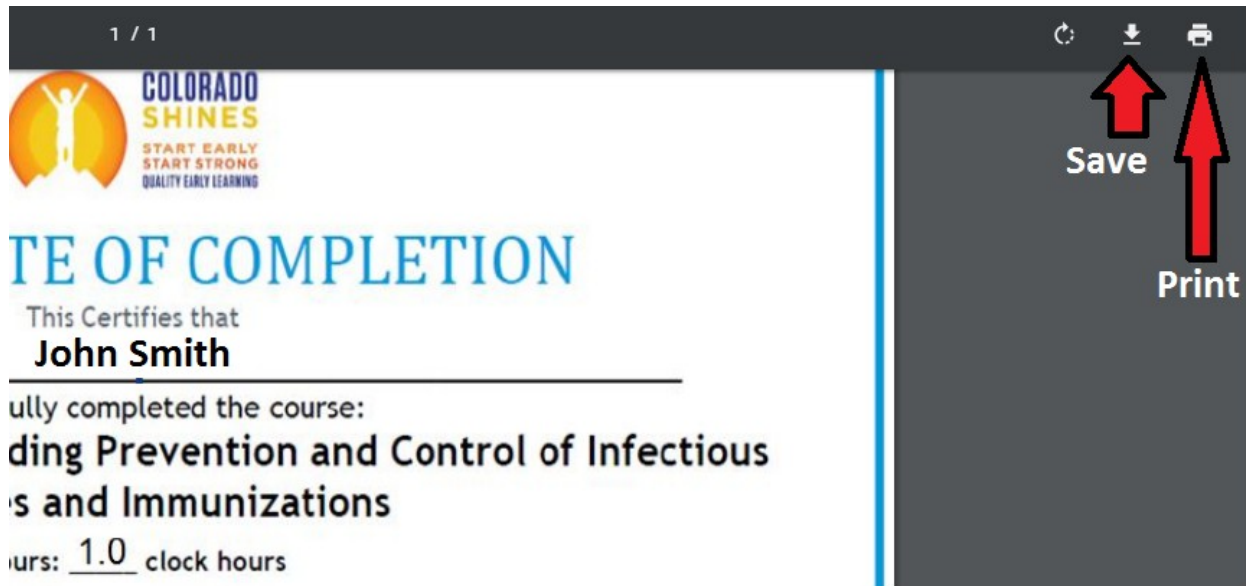 1 / 1
COLORADO
SHINES
START EARLY
START STRONG
QUALITY EARLY LEARNING
Save
Print
TE OF COMPLETION
This Certifies that
John Smith
ully completed the course:
ding Prevention and Control of Infectious
s and Immunizations
urs: 1.0 clock hours